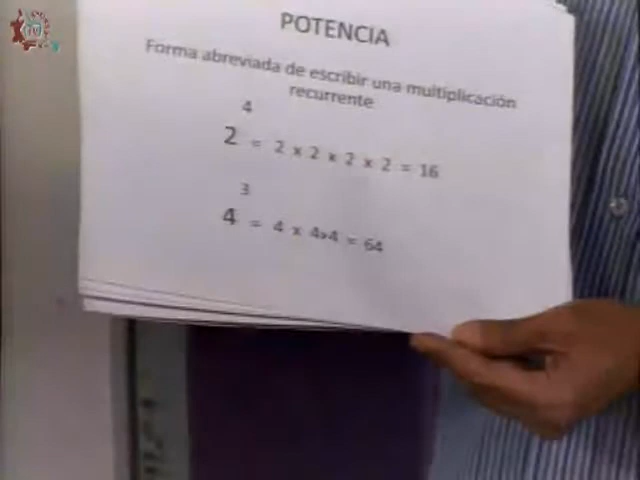 POTENCIA
Forma abreviada de escribir una multiplicación
recurrente
4
2 = 2 x 2 x 2 x 2 = 16
3
4 = 4 x 4x4 = 64